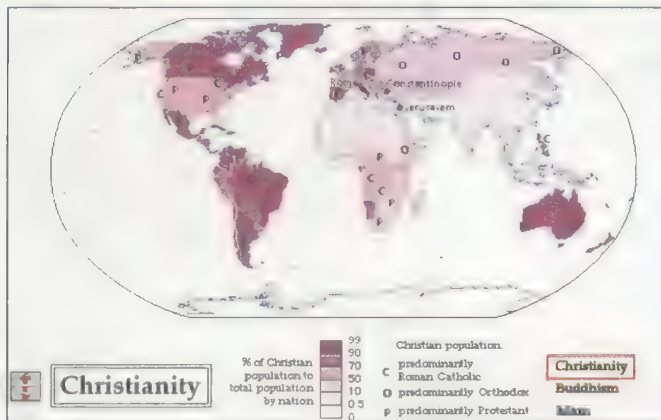 Rome
Constantinople
Jerusalem
Christianity
% of Christian
population to
total population
by nation
99
90
70
50
10
0.5
0
Christian population.
C predominantly
Roman Catholic
O predominantly Orthodox
P predominantly Protestant
Christianity
Buddhism
Islam